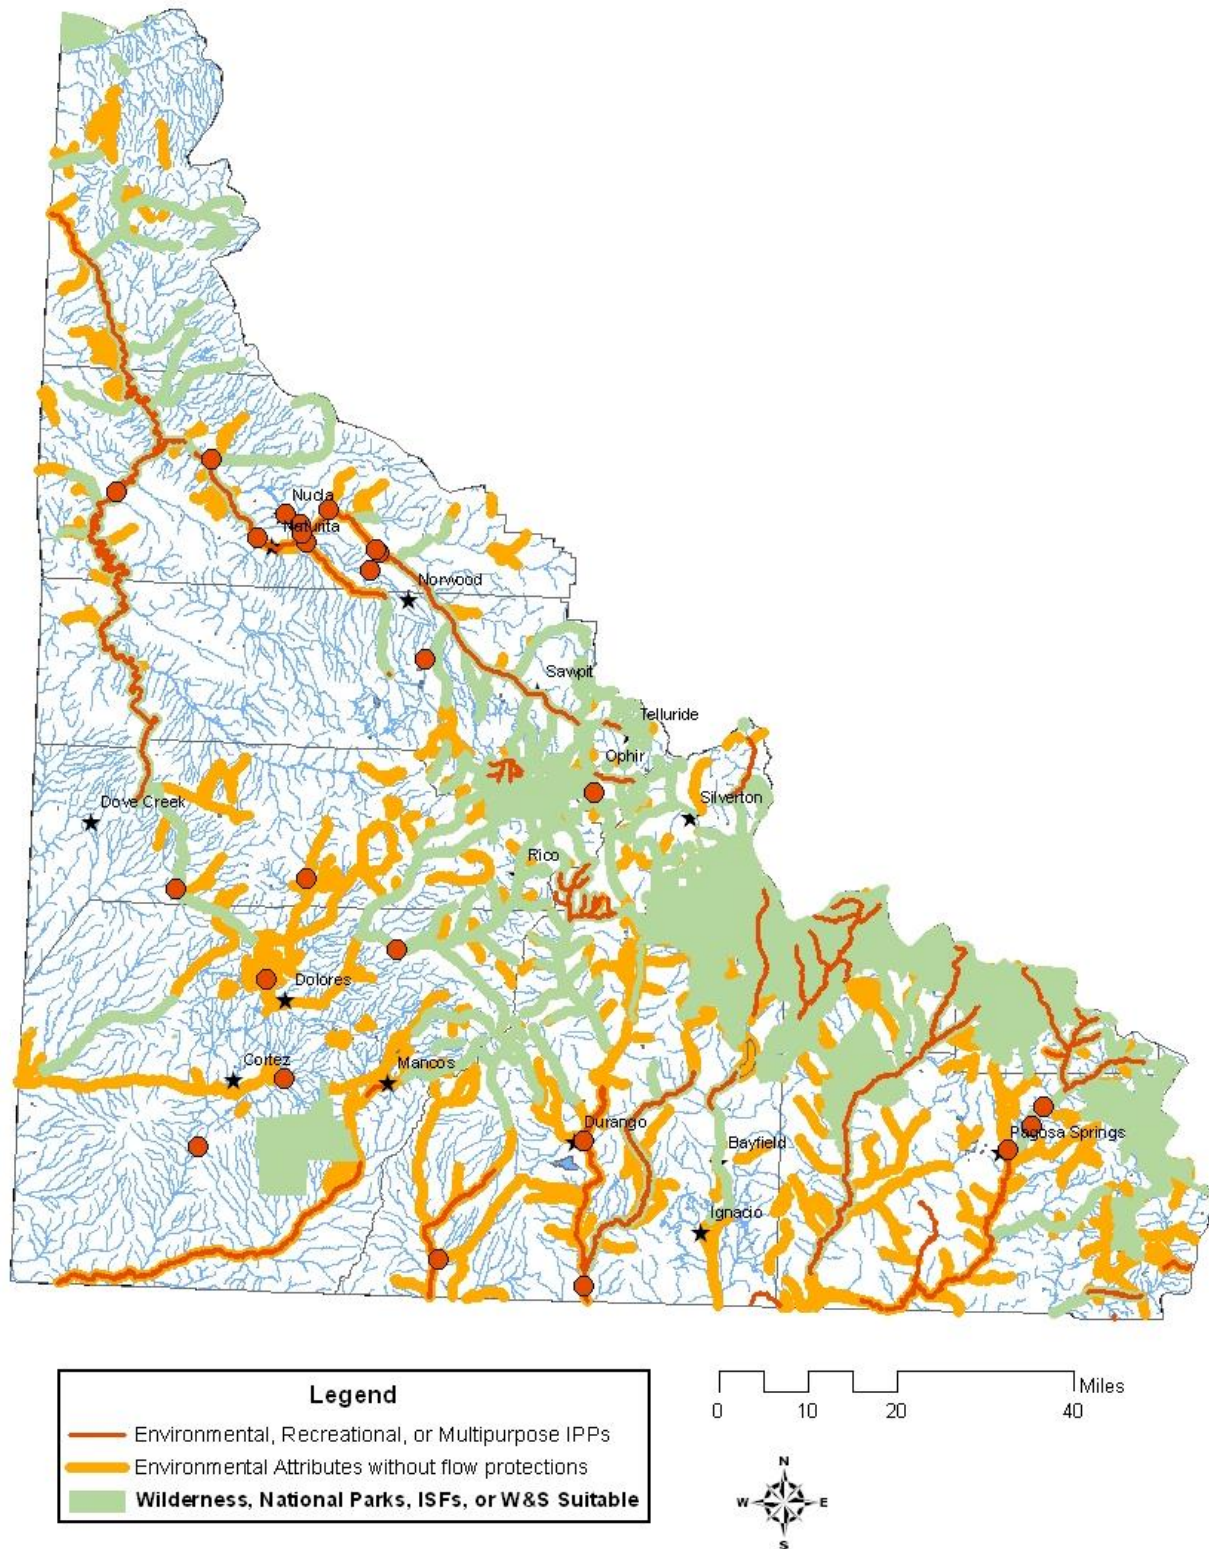 Nucla
Naturita
Norwood
Sawpit
Telluride
Ophir
Dove Creek
Silverton
Rico
Dolores
Cortez
Mancos
Durango
Bayfield
Pagosa Springs
Ignacio
Legend
Environmental, Recreational, or Multipurpose IPPs
Environmental Attributes without flow protections
Wilderness, National Parks, ISFs, or W&S Suitable
Miles
0 10 20 40
N
W E
S